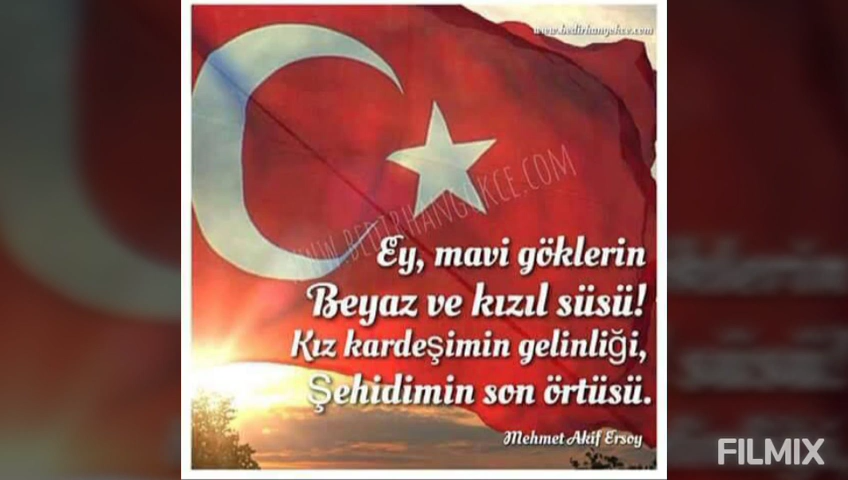 www.bedirhangokce.com
WWW.BEDIRHANGOKCE.COM
Ey, mavi göklerin
Beyaz ve kızıl süsü!
Kız kardeşimin gelinliği,
Şehidimin son örtüsü.
Mehmet Akif Ersoy
FILMIX